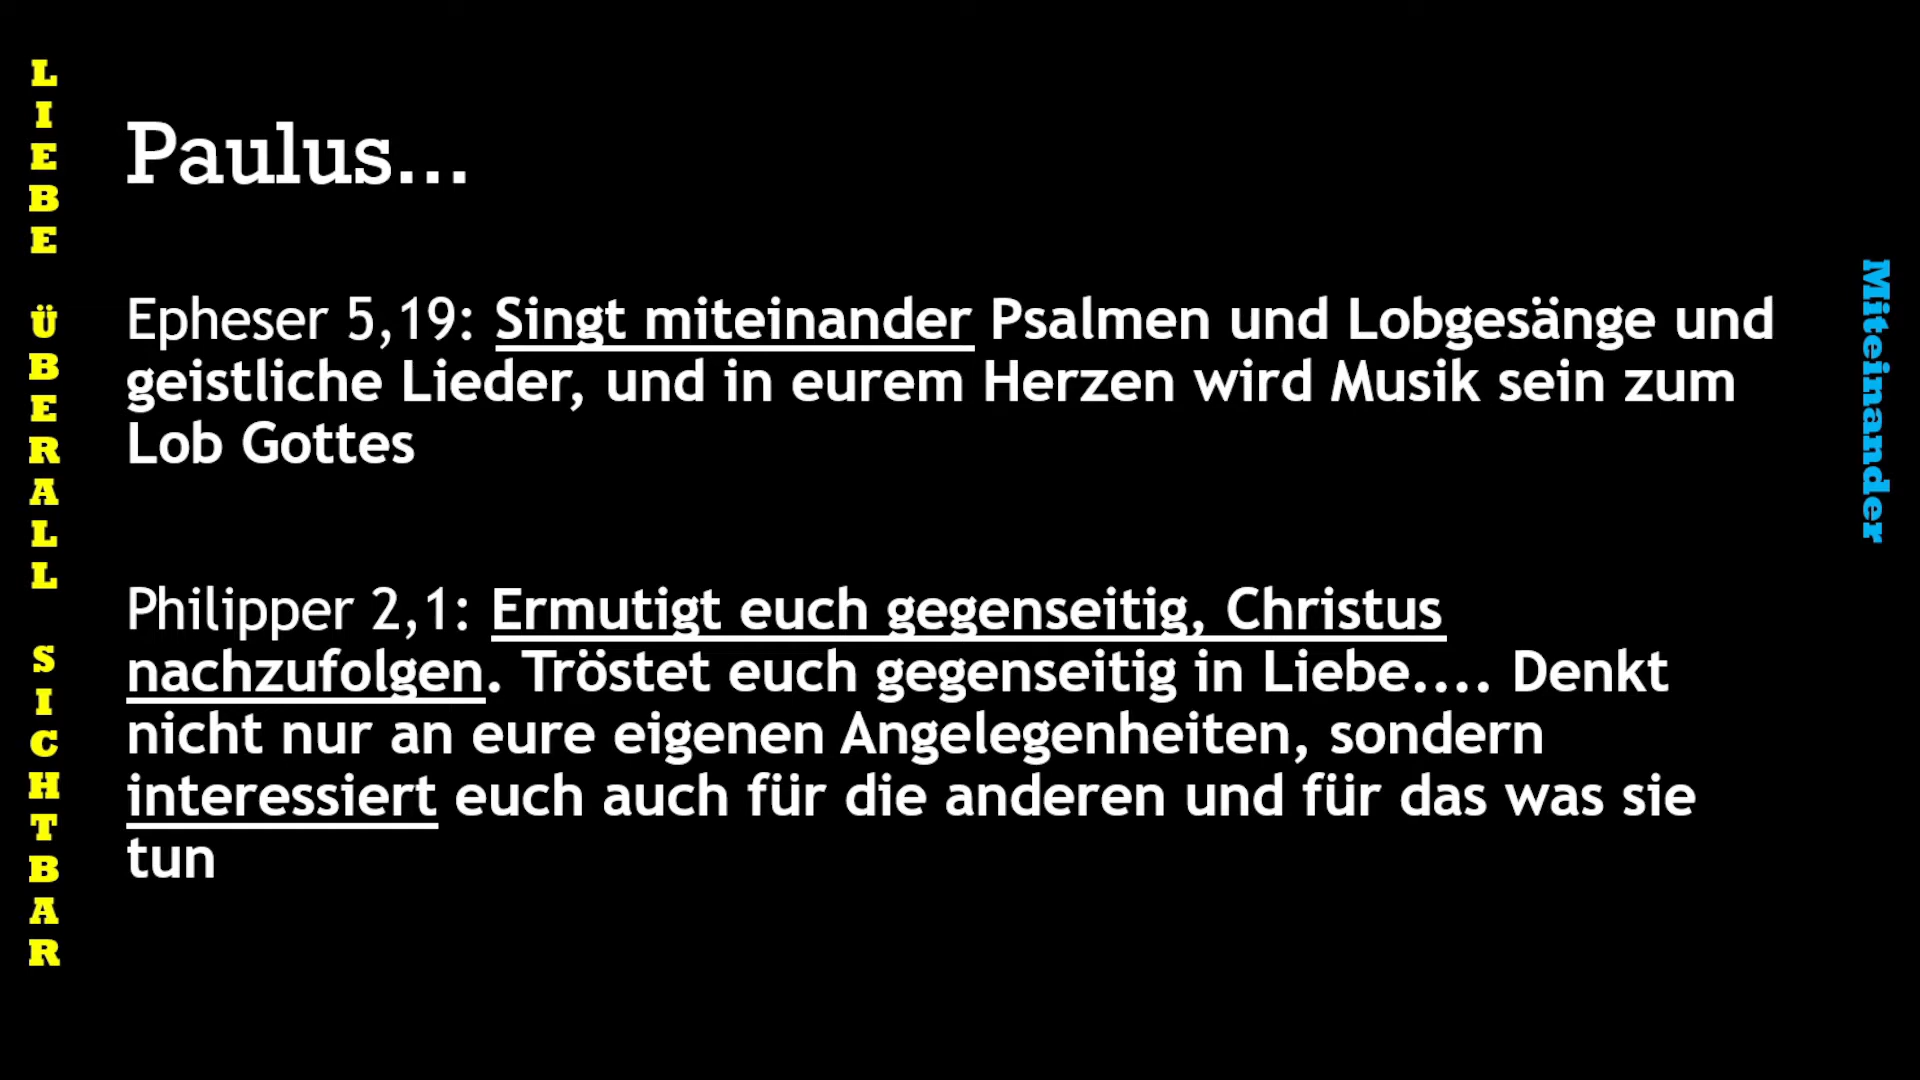 LIEBE ÜBERALL SICHTBAR
Paulus...
Epheser 5,19: Singt miteinander Psalmen und Lobgesänge und
geistliche Lieder, und in eurem Herzen wird Musik sein zum
Lob Gottes
Philipper 2,1: Ermutigt euch gegenseitig, Christus
nachzufolgen. Tröstet euch gegenseitig in Liebe.... Denkt
nicht nur an eure eigenen Angelegenheiten, sondern
interessiert euch auch für die anderen und für das was sie
tun
Miteinander